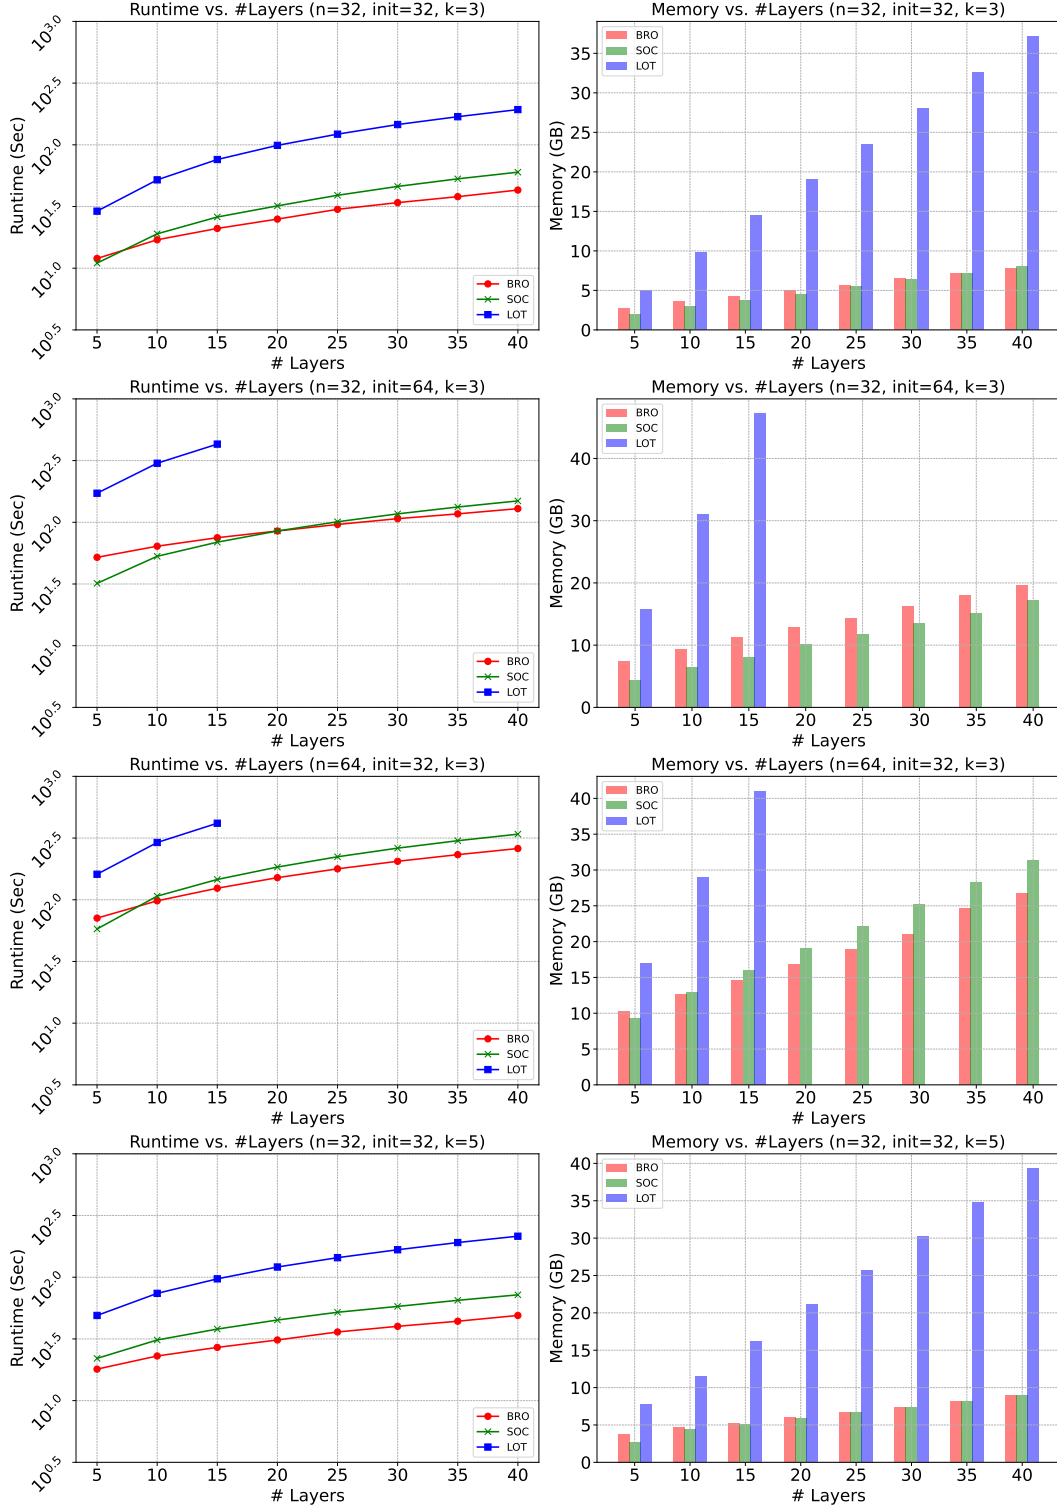 Runtime vs. #Layers (n=32, init=32, k=3)
Runtime (Sec)
10^3.0
10^2.5
10^2.0
10^1.5
10^1.0
10^0.5
BRO
SOC
LOT
5 10 15 20 25 30 35 40
# Layers
Memory vs. #Layers (n=32, init=32, k=3)
Memory (GB)
35
30
25
20
15
10
5
0
BRO
SOC
LOT
5 10 15 20 25 30 35 40
# Layers
Runtime vs. #Layers (n=32, init=64, k=3)
Runtime (Sec)
10^3.0
10^2.5
10^2.0
10^1.5
10^1.0
10^0.5
BRO
SOC
LOT
5 10 15 20 25 30 35 40
# Layers
Memory vs. #Layers (n=32, init=64, k=3)
Memory (GB)
40
30
20
10
0
BRO
SOC
LOT
5 10 15 20 25 30 35 40
# Layers
Runtime vs. #Layers (n=64, init=32, k=3)
Runtime (Sec)
10^3.0
10^2.5
10^2.0
10^1.5
10^1.0
10^0.5
BRO
SOC
LOT
5 10 15 20 25 30 35 40
# Layers
Memory vs. #Layers (n=64, init=32, k=3)
Memory (GB)
40
35
30
25
20
15
10
5
0
BRO
SOC
LOT
5 10 15 20 25 30 35 40
# Layers
Runtime vs. #Layers (n=32, init=32, k=5)
Runtime (Sec)
10^3.0
10^2.5
10^2.0
10^1.5
10^1.0
10^0.5
BRO
SOC
LOT
5 10 15 20 25 30 35 40
# Layers
Memory vs. #Layers (n=32, init=32, k=5)
Memory (GB)
40
35
30
25
20
15
10
5
0
BRO
SOC
LOT
5 10 15 20 25 30 35 40
# Layers